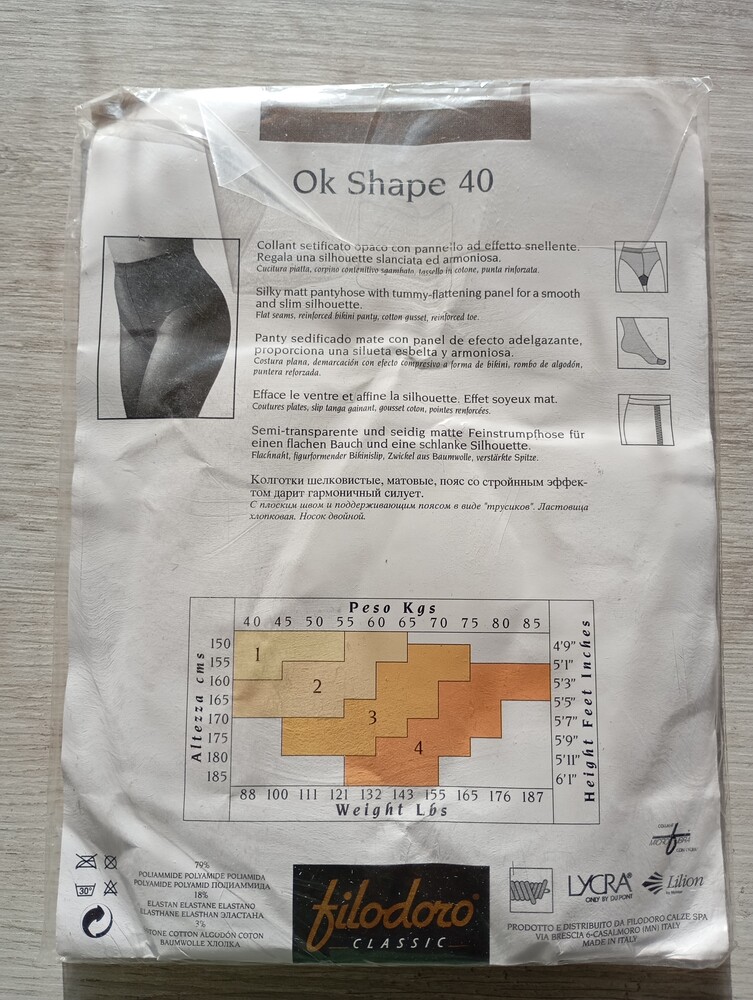 Ok Shape 40
Collant setificato opaco con pannello ad effetto snellente.
Regala una silhouette slanciata ed armoniosa.
Cucitura piatta, corpino contenitivo sgambato, tassello in cotone, punta rinforzata.
Silky matt pantyhose with tummy-flattening panel for a smooth
and slim silhouette.
Flat seams, reinforced bikini panty, cotton gusset, reinforced toe.
Panty sedificado mate con panel de efecto adelgazante,
proporciona una silueta esbelta y armoniosa.
Costura plana, demarcación con efecto compresivo a forma de bikini, rombo de algodón,
puntera reforzada.
Efface le ventre et affine la silhouette. Effet soyeux mat.
Coutures plates, slip tanga gainant, gousset coton, pointes renforcées.
Semi-transparente und seidig matte Feinstrumpfhose für
einen flachen Bauch und eine schlanke Silhouette.
Flachnaht, figurformender Bikinislip, Zwickel aus Baumwolle, verstärkte Spitze.
Колготки шелковистые, матовые, пояс со стройнным эффек-
том дарит гармоничный силует.
С плоским швом и поддерживающим поясом в виде "трусиков". Ластовица
хлопковая. Носок двойной.
Peso Kgs
40 45 50 55 60 65 70 75 80 85
Altezza cms
150
155
160
165
170
175
180
185
1
2
3
4
4'9"
5'1"
5'3"
5'5"
5'7"
5'9"
5'11"
6'1"
Height Feet Inches
88 100 111 121 132 143 155 165 176 187
Weight Lbs
30°
79%
POLIAMMIDE POLYAMIDE POLIAMIDA
POLYAMIDE POLYAMID ПОДИАММИДА
18%
ELASTAN ELASTANE ELASTANO
ELASTHANE ELASTHAN ЭЛАСТАНА
3%
COTTON ALGODÓN COTON
BAUMWOLLE ХЛОЛКА
filodoro
CLASSIC
LYCRA®
ONLY BY DUPONT
Lilion
PRODOTTO E DISTRIBUITO DA FILODORO CALZE SPA
VIA BRESCIA 6-CASALMORO (MN) ITALY
MADE IN ITALY